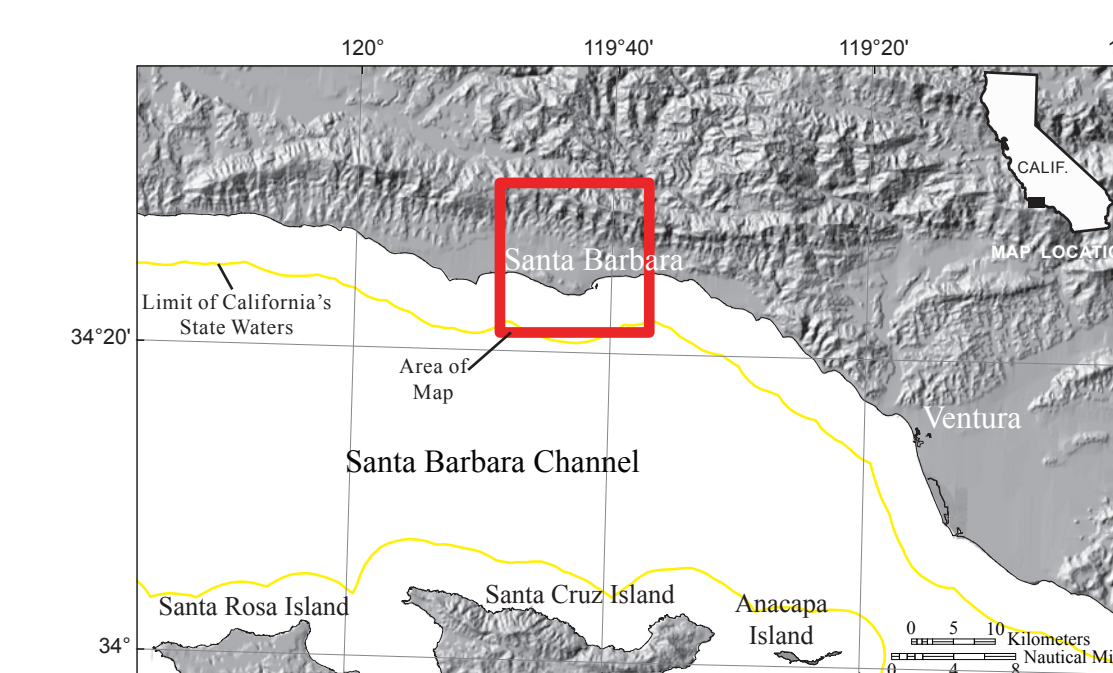 120°
119°40'
119°20'
CALIF.
MAP LOCATIO
Santa Barbara
Limit of California’s
State Waters
34°20'
Area of
Map
Ventura
Santa Barbara Channel
Santa Rosa Island
Santa Cruz Island
Anacapa
Island
34°
0 5 10 Kilometers
Nautical Mi
0 4 8